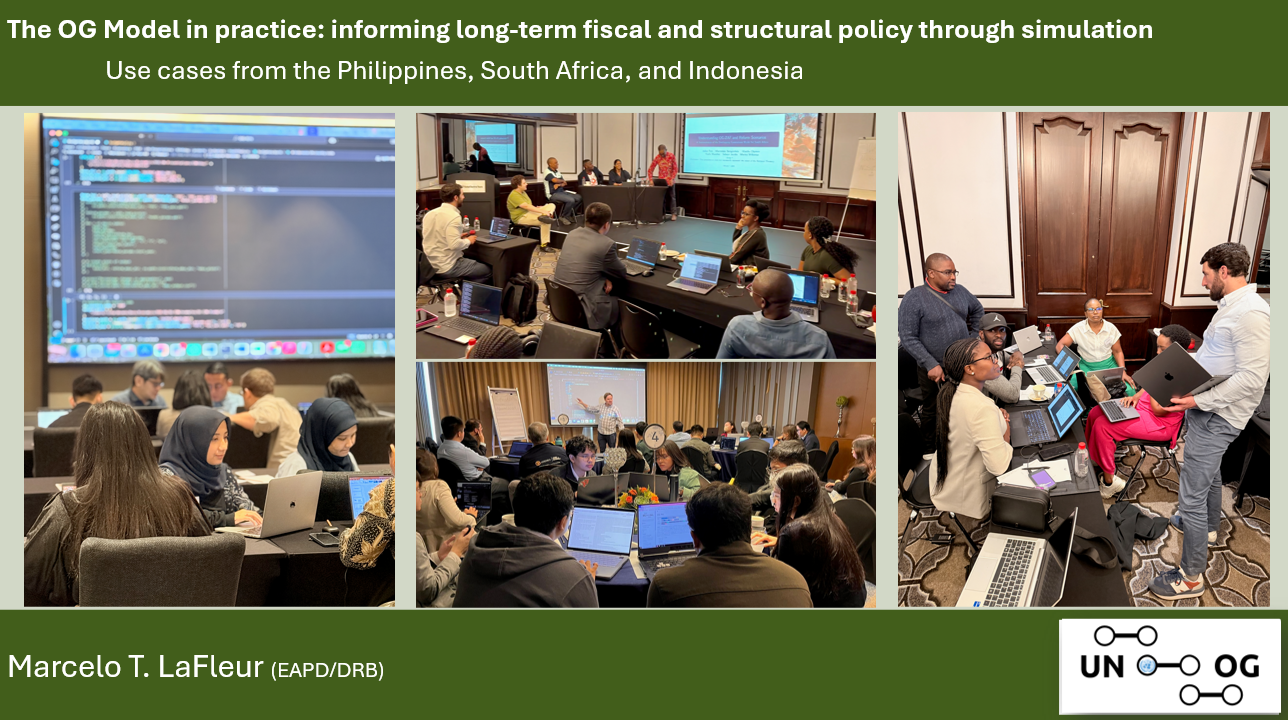 The OG Model in practice: informing long-term fiscal and structural policy through simulation
Use cases from the Philippines, South Africa, and Indonesia
4
Marcelo T. LaFleur (EAPD/DRB)
UN OG